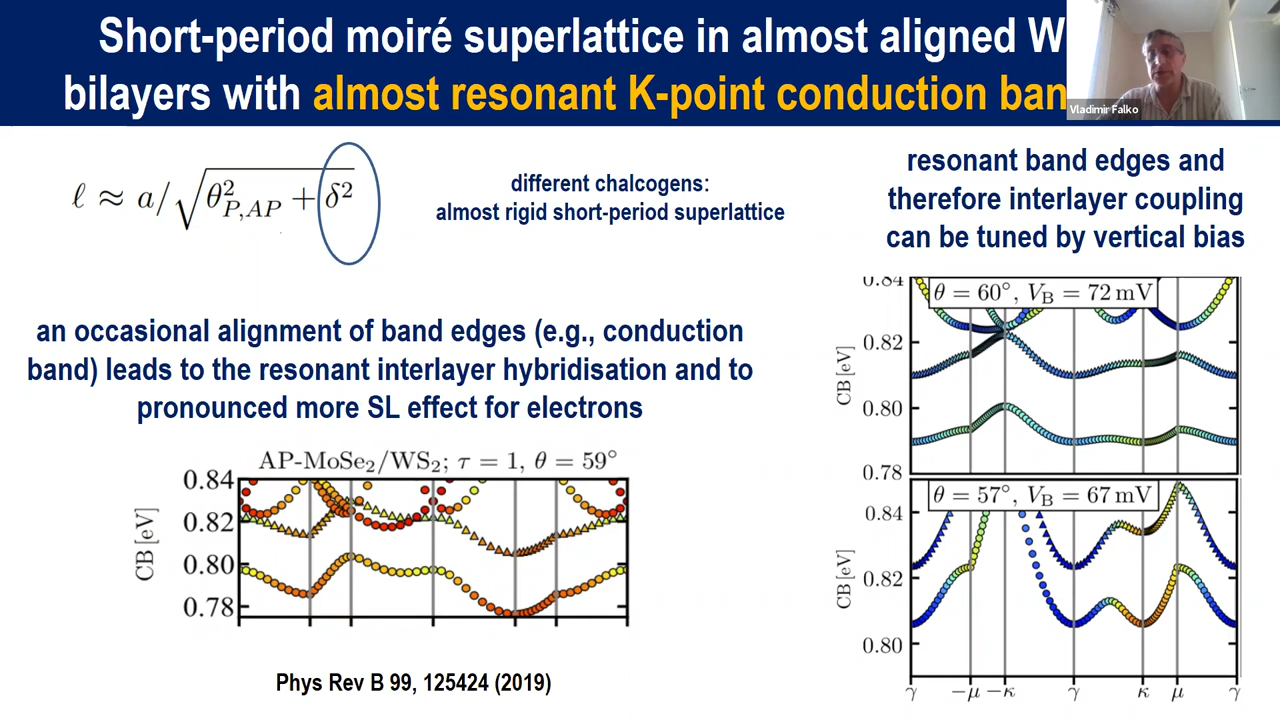 Short-period moiré superlattice in almost aligned
bilayers with almost resonant K-point conduction
Vladimir Falko
ℓ ≈ a/√(θ²_{P,AP} + δ²)
different chalcogens:
almost rigid short-period superlattice
resonant band edges and
therefore interlayer coupling
can be tuned by vertical bias
an occasional alignment of band edges (e.g., conduction
band) leads to the resonant interlayer hybridisation and to
pronounced more SL effect for electrons
AP-MoSe₂/WS₂; τ = 1, θ = 59°
CB [eV]
0.84
0.82
0.80
0.78
Phys Rev B 99, 125424 (2019)
θ = 60°, V_B = 72 mV
CB [eV]
0.84
0.82
0.80
0.78
θ = 57°, V_B = 67 mV
CB [eV]
0.84
0.82
0.80
γ −μ −κ γ κ μ γ